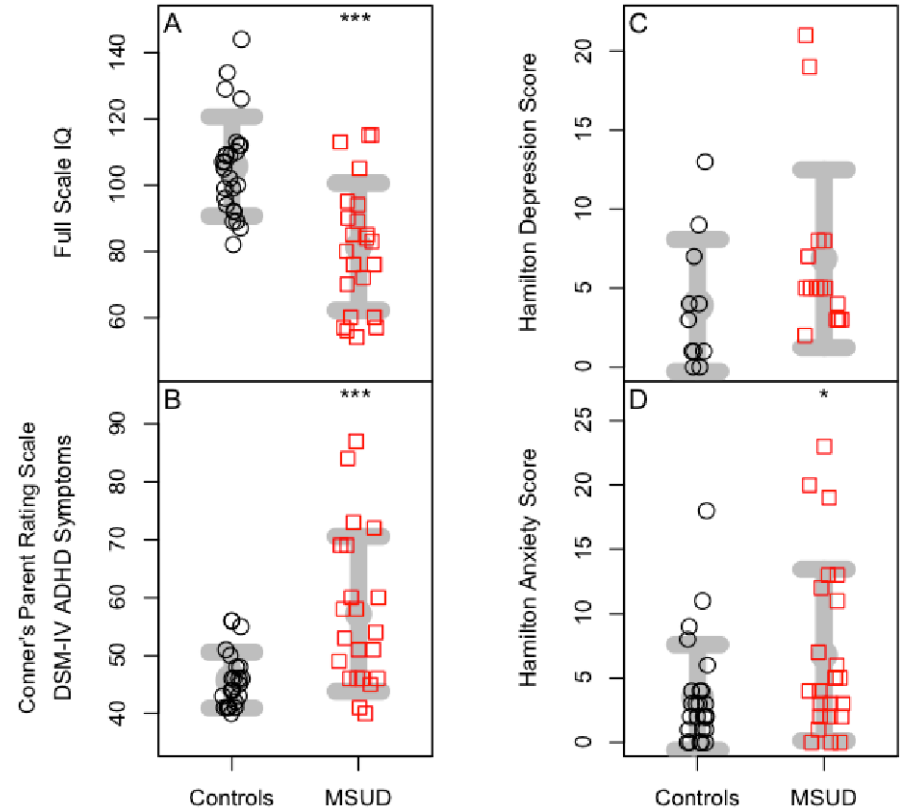 A
***
Full Scale IQ
140
120
100
80
60
C
Hamilton Depression Score
20
15
10
5
0
B
***
Conner's Parent Rating Scale
DSM-IV ADHD Symptoms
90
80
70
60
50
40
D
*
Hamilton Anxiety Score
25
20
15
10
5
0
Controls MSUD
Controls MSUD